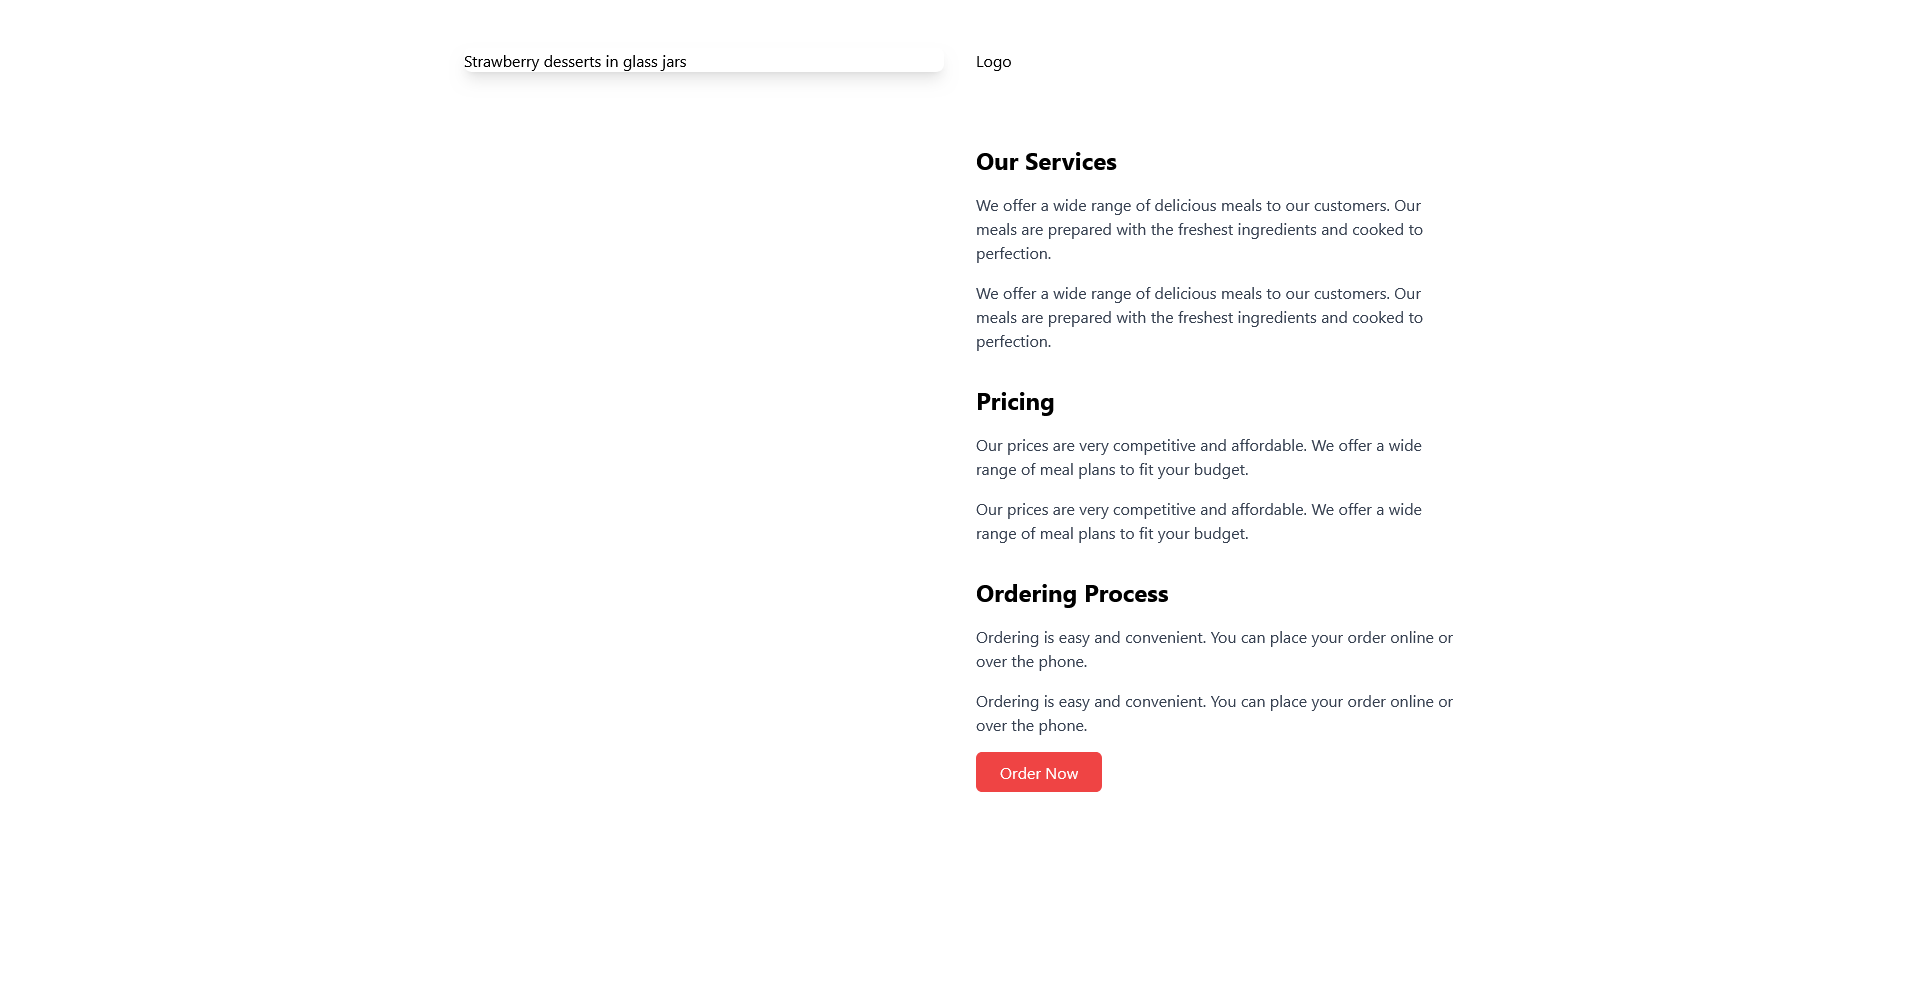 Strawberry desserts in glass jars
Logo
Our Services
We offer a wide range of delicious meals to our customers. Our
meals are prepared with the freshest ingredients and cooked to
perfection.
We offer a wide range of delicious meals to our customers. Our
meals are prepared with the freshest ingredients and cooked to
perfection.
Pricing
Our prices are very competitive and affordable. We offer a wide
range of meal plans to fit your budget.
Our prices are very competitive and affordable. We offer a wide
range of meal plans to fit your budget.
Ordering Process
Ordering is easy and convenient. You can place your order online or
over the phone.
Ordering is easy and convenient. You can place your order online or
over the phone.
Order Now